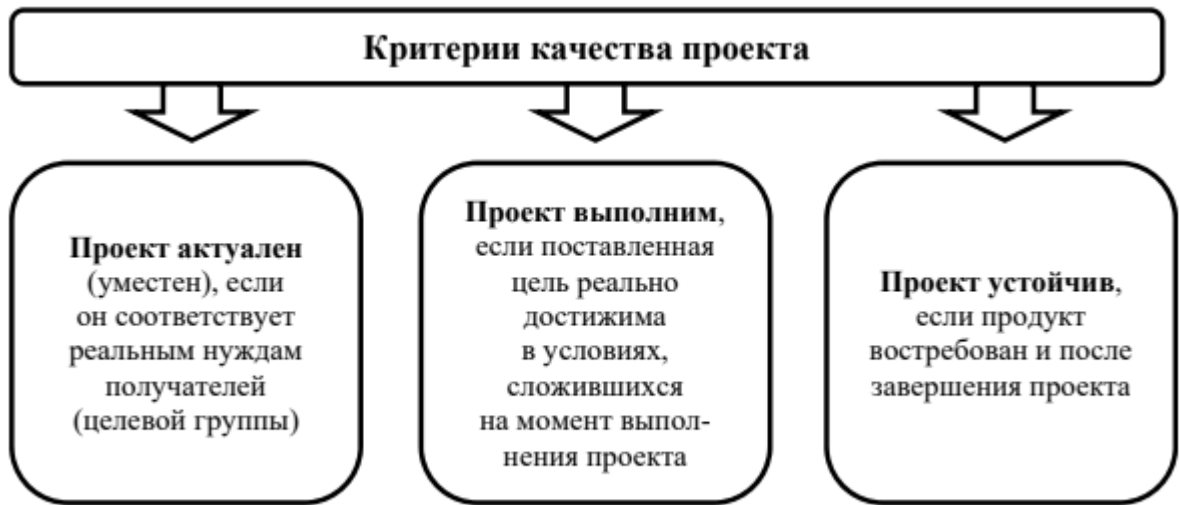 Критерии качества проекта
Проект актуален
(уместен), если
он соответствует
реальным нуждам
получателей
(целевой группы)
Проект выполним,
если поставленная
цель реально
достижима
в условиях,
сложившихся
на момент выпол-
нения проекта
Проект устойчив,
если продукт
востребован и после
завершения проекта